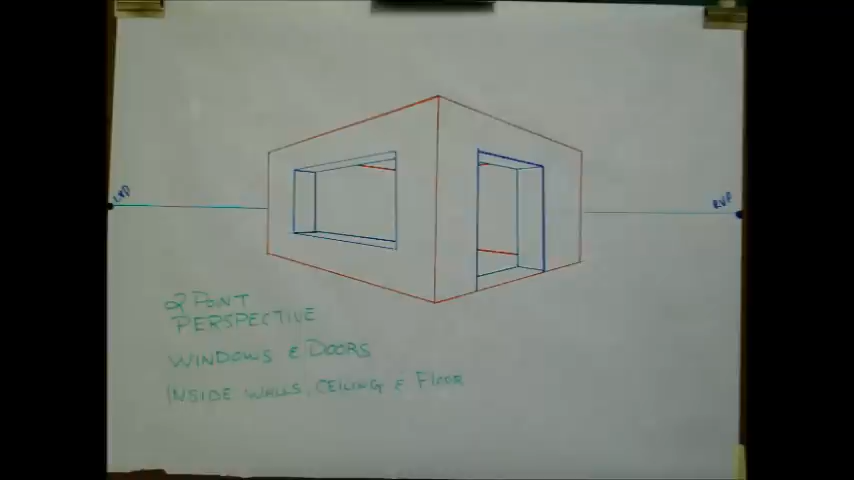 LVP
RVP
2 POINT
PERSPECTIVE
WINDOWS & DOORS
INSIDE WALLS, CEILING & FLOOR